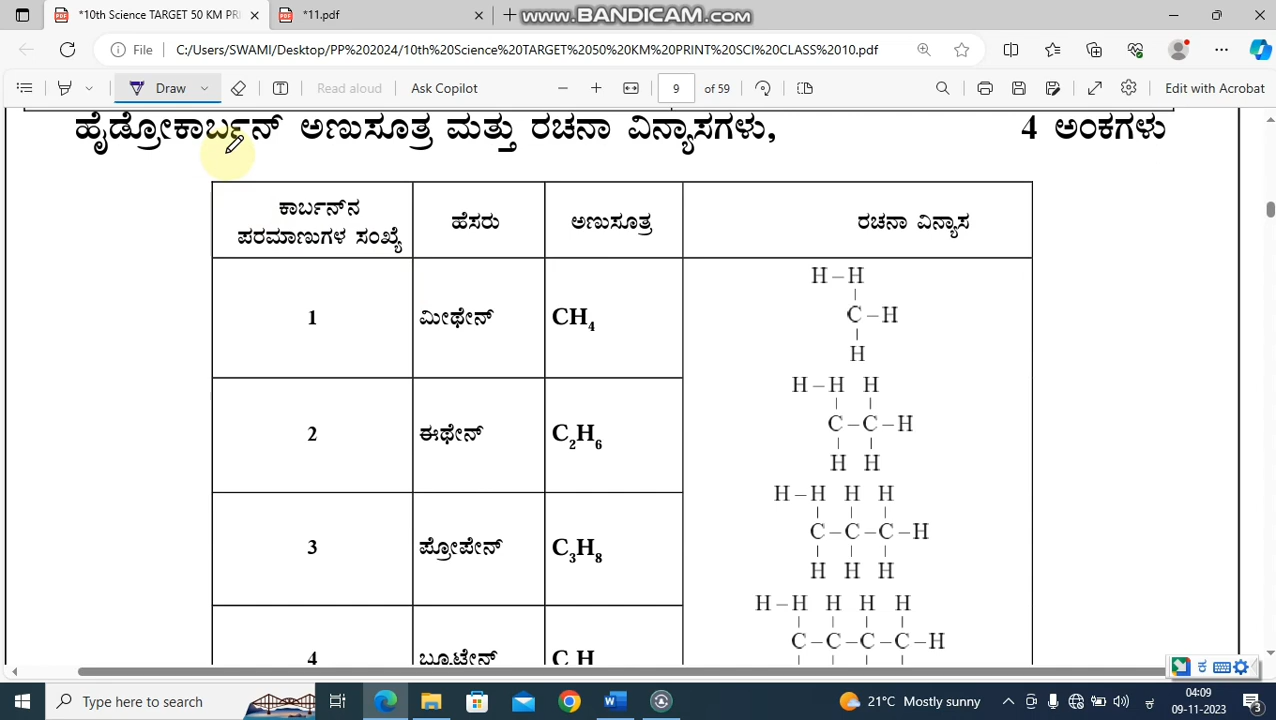 *10th Science TARGET 50 KM PRI
*11.pdf
www.BANDICAM.com
File
C:/Users/SWAMI/Desktop/PP%202024/10th%20Science%20TARGET%2050%20KM%20PRINT%20SCI%20CLASS%2010.pdf
Draw
Read aloud
Ask Copilot
9 of 59
Edit with Acrobat
ಹೈಡ್ರೋಕಾರ್ಬನ್ ಅಣುಸೂತ್ರ ಮತ್ತು ರಚನಾ ವಿನ್ಯಾಸಗಳು, 4 ಅಂಕಗಳು
ಕಾರ್ಬನ್‌ನ
ಪರಮಾಣುಗಳ ಸಂಖ್ಯೆ
ಹೆಸರು
ಅಣುಸೂತ್ರ
ರಚನಾ ವಿನ್ಯಾಸ
1
ಮೀಥೇನ್
CH4
H – H
C – H
H
2
ಈಥೇನ್
C2H6
H – H H
C – C – H
H H
3
ಪ್ರೋಪೇನ್
C3H8
H – H H H
C – C – C – H
H H H
4
ಬ್ಯೂಟೇನ್
C H
H – H H H H
C – C – C – C – H
ಕ
Type here to search
21°C Mostly sunny
04:09
09-11-2023
3